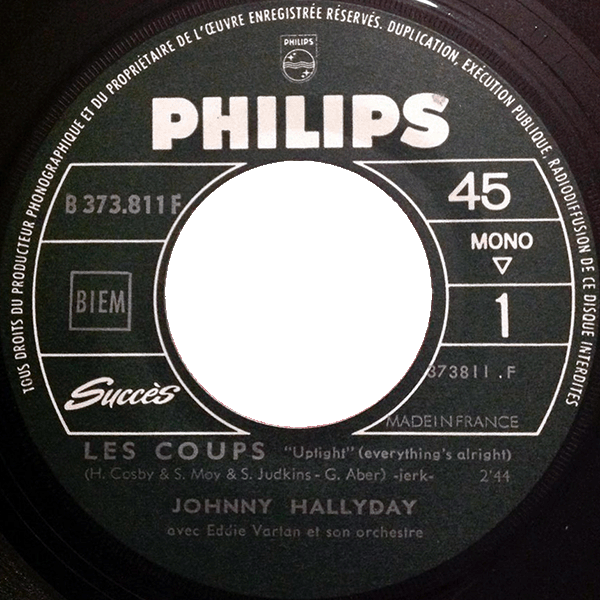 TOUS DROITS DU PRODUCTEUR PHONOGRAPHIQUE ET DU PROPRIÉTAIRE DE L'ŒUVRE ENREGISTRÉE RÉSERVÉS. DUPLICATION, EXÉCUTION PUBLIQUE, RADIODIFFUSION DE CE DISQUE INTERDITES
PHILIPS
PHILIPS
B 373.811 F
45
MONO
BIEM
1
Succès
373811 .F
MADE IN FRANCE
LES COUPS "Uptight" (everything's alright)
(H. Cosby & S. Moy & S. Judkins - G. Aber) -jerk- 2'44
JOHNNY HALLYDAY
avec Eddie Vartan et son orchestre